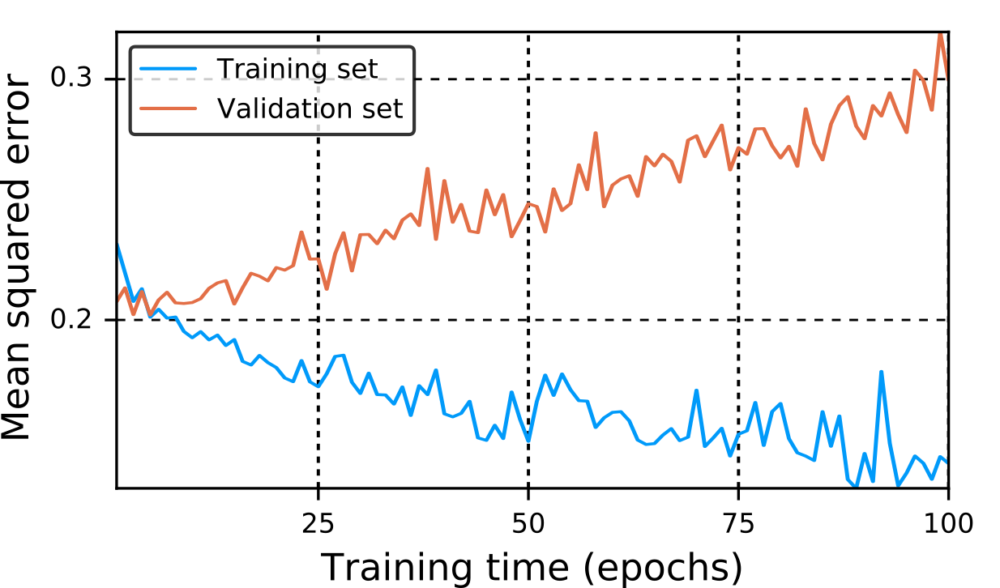 Training set
Validation set
0.3
0.2
Mean squared error
25 50 75 100
Training time (epochs)